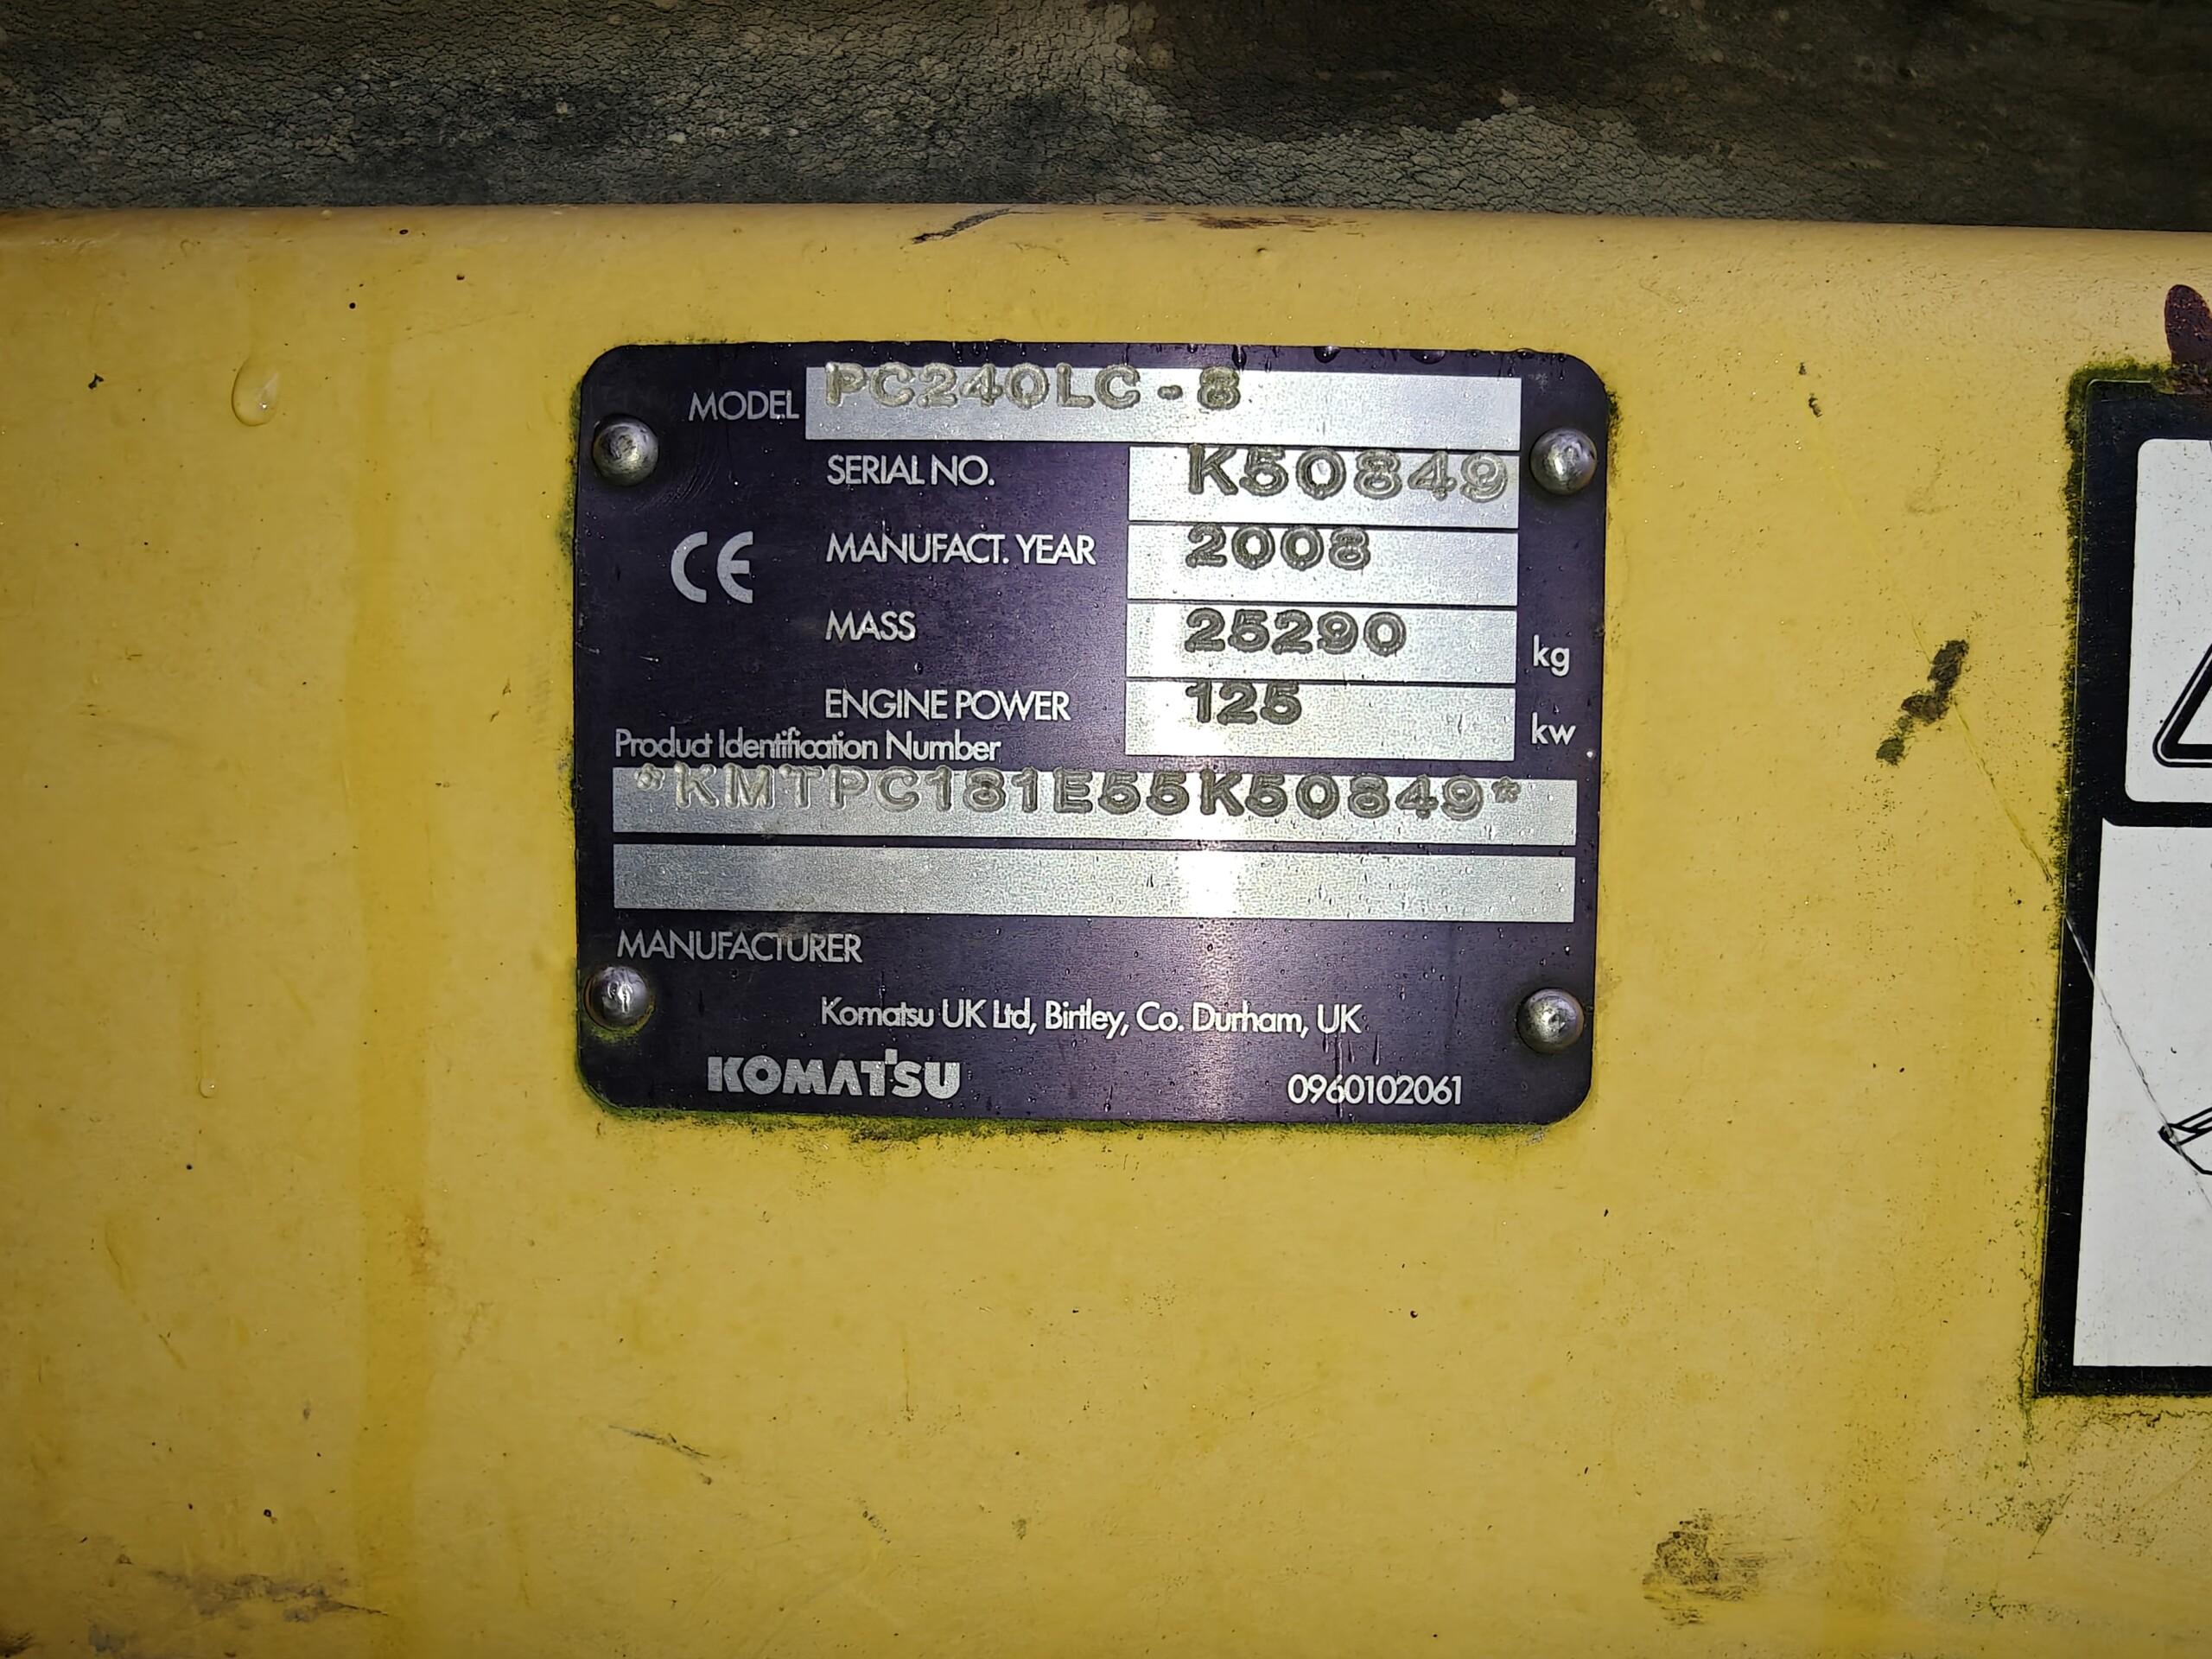 MODEL PC240LC-8
SERIAL NO. K50849
CE MANUFACT. YEAR 2008
MASS 25290 kg
ENGINE POWER 125 kw
Product Identification Number
*KMTPC181E55K50849*
MANUFACTURER
Komatsu UK Ltd, Birtley, Co. Durham, UK
KOMATSU 0960102061